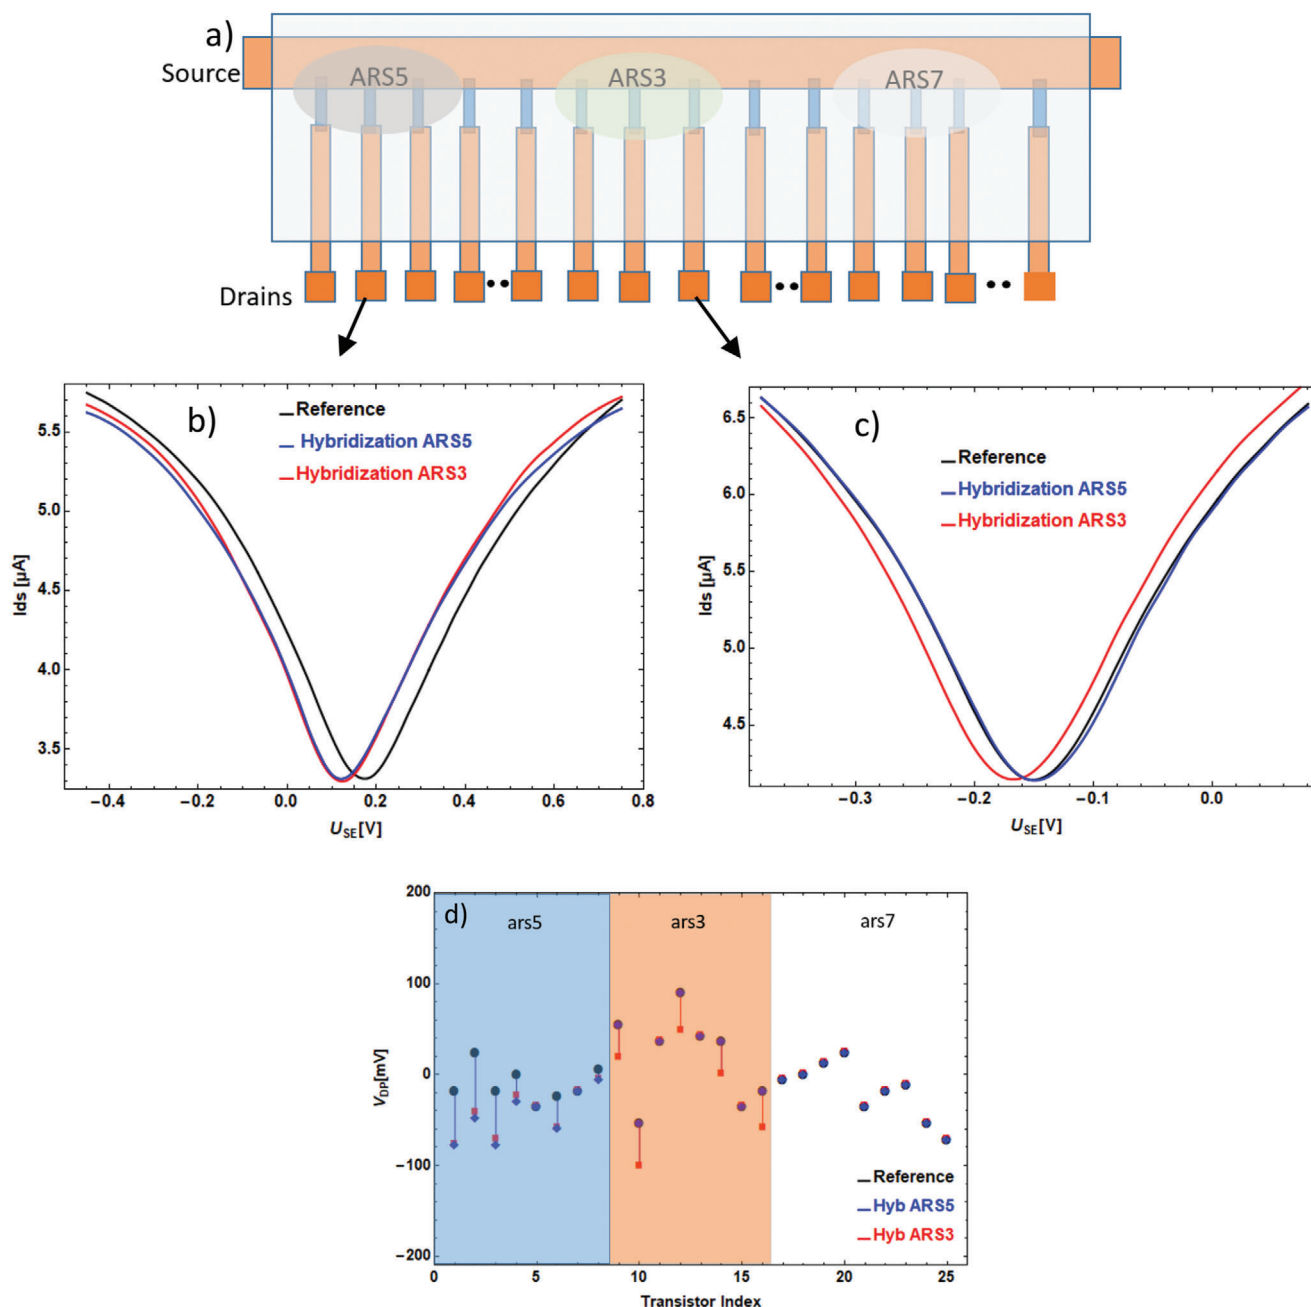 a)
Source
ARS5
ARS3
ARS7
Drains
b)
Reference
Hybridization ARS5
Hybridization ARS3
Ids [µA]
5.5
5.0
4.5
4.0
3.5
−0.4
−0.2
0.0
0.2
0.4
0.6
0.8
USE[V]
c)
Reference
Hybridization ARS5
Hybridization ARS3
Ids [µA]
6.5
6.0
5.5
5.0
4.5
−0.3
−0.2
−0.1
0.0
USE[V]
d)
ars5
ars3
ars7
VDP[mV]
200
100
0
−100
−200
Reference
Hyb ARS5
Hyb ARS3
0
5
10
15
20
25
Transistor Index